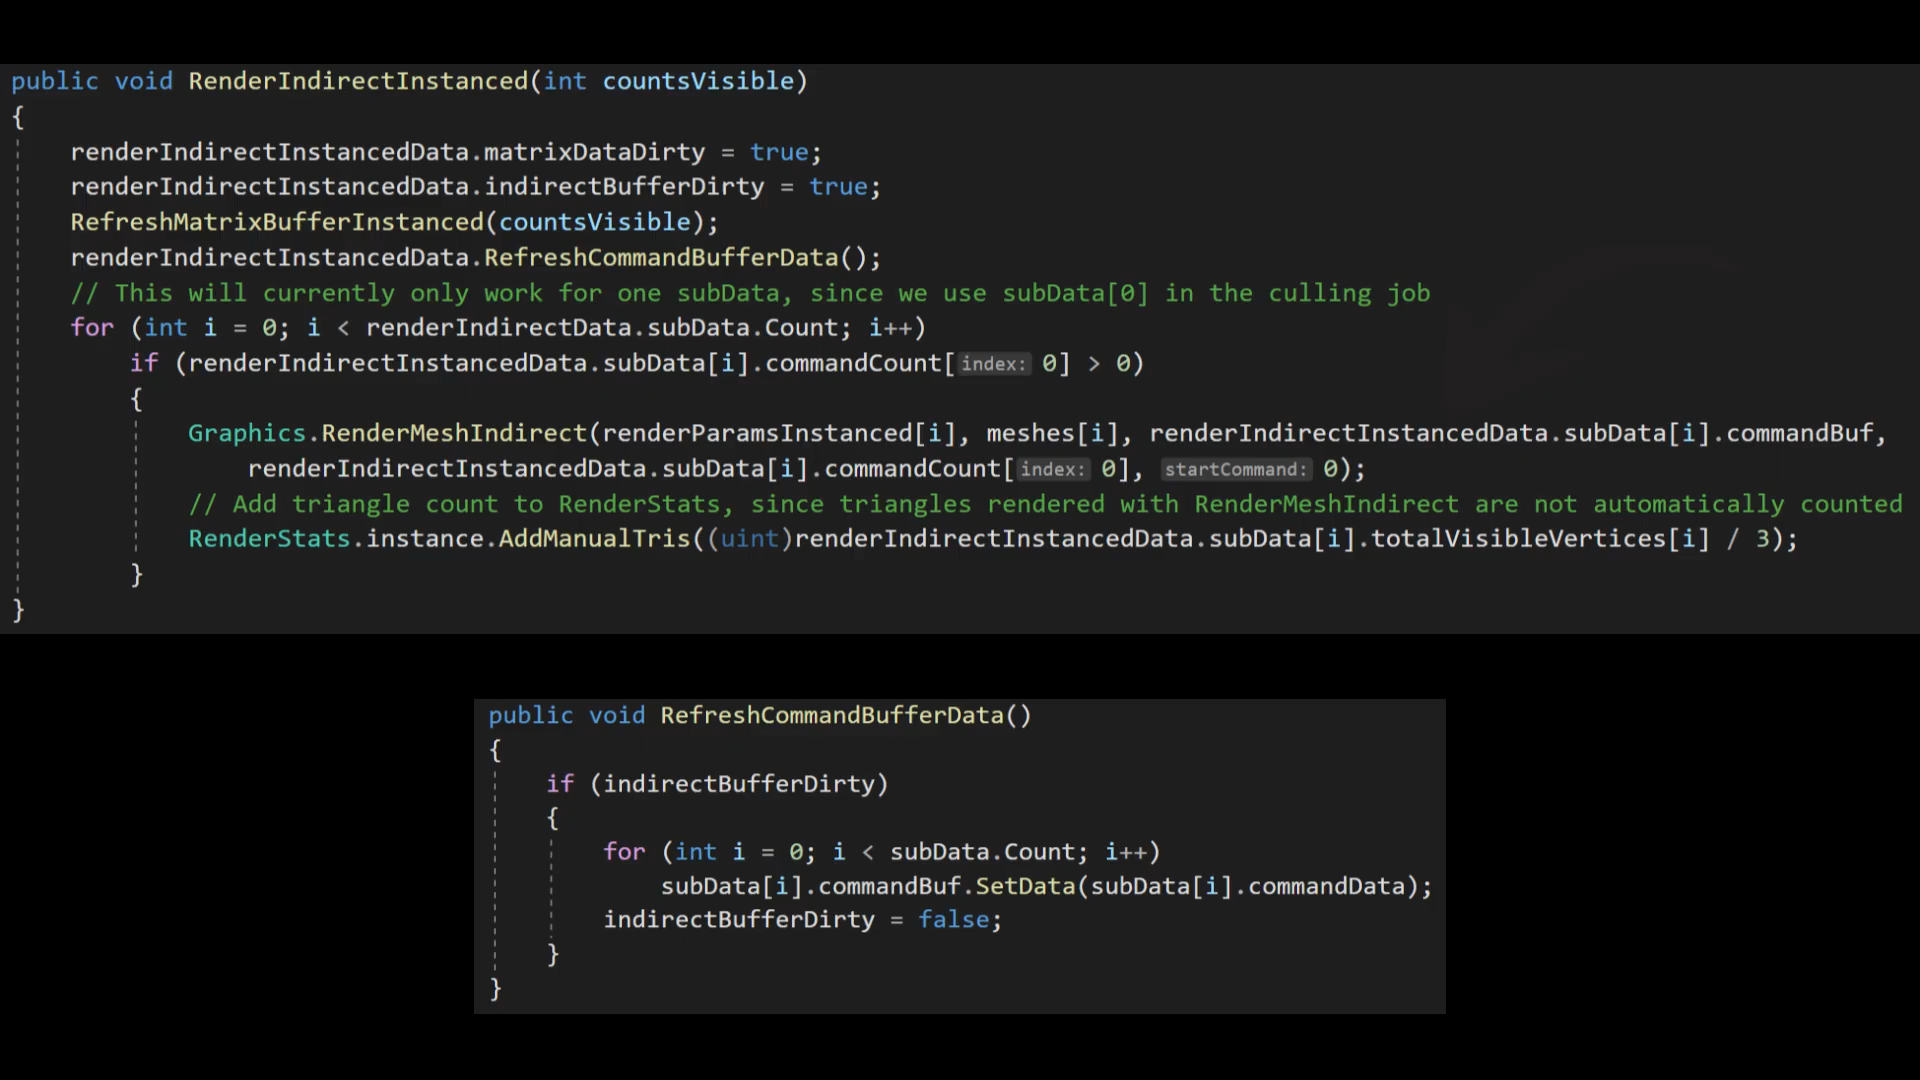 public void RenderIndirectInstanced(int countsVisible)
{
renderIndirectInstancedData.matrixDataDirty = true;
renderIndirectInstancedData.indirectBufferDirty = true;
RefreshMatrixBufferInstanced(countsVisible);
renderIndirectInstancedData.RefreshCommandBufferData();
// This will currently only work for one subData, since we use subData[0] in the culling job
for (int i = 0; i < renderIndirectData.subData.Count; i++)
if (renderIndirectInstancedData.subData[i].commandCount[index: 0] > 0)
{
Graphics.RenderMeshIndirect(renderParamsInstanced[i], meshes[i], renderIndirectInstancedData.subData[i].commandBuf,
renderIndirectInstancedData.subData[i].commandCount[index: 0], startCommand: 0);
// Add triangle count to RenderStats, since triangles rendered with RenderMeshIndirect are not automatically counted
RenderStats.instance.AddManualTris((uint)renderIndirectInstancedData.subData[i].totalVisibleVertices[i] / 3);
}
}
public void RefreshCommandBufferData()
{
if (indirectBufferDirty)
{
for (int i = 0; i < subData.Count; i++)
subData[i].commandBuf.SetData(subData[i].commandData);
indirectBufferDirty = false;
}
}